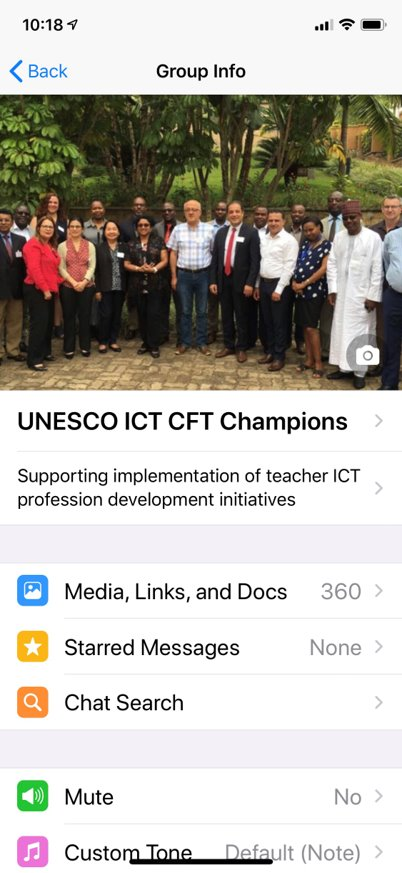 10:18
Back
Group Info
UNESCO ICT CFT Champions
Supporting implementation of teacher ICT
profession development initiatives
Media, Links, and Docs 360
Starred Messages None
Chat Search
Mute No
Custom Tone Default (Note)